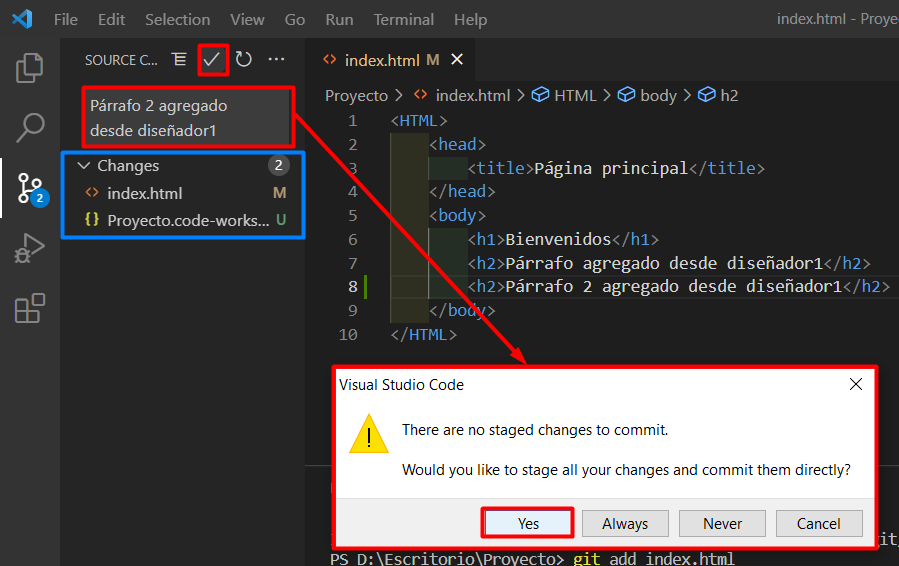 File Edit Selection View Go Run Terminal Help index.html - Proye
SOURCE C...
Párrafo 2 agregado
desde diseñador1
Changes 2
index.html M
Proyecto.code-works... U
2
index.html M
Proyecto > index.html > HTML > body > h2
1 <HTML>
2 <head>
3 <title>Página principal</title>
4 </head>
5 <body>
6 <h1>Bienvenidos</h1>
7 <h2>Párrafo agregado desde diseñador1</h2>
8 <h2>Párrafo 2 agregado desde diseñador1</h2>
9 </body>
10 </HTML>
Visual Studio Code
There are no staged changes to commit.
Would you like to stage all your changes and commit them directly?
Yes Always Never Cancel
git/
PS D:\Escritorio\Proyecto> git add index.html